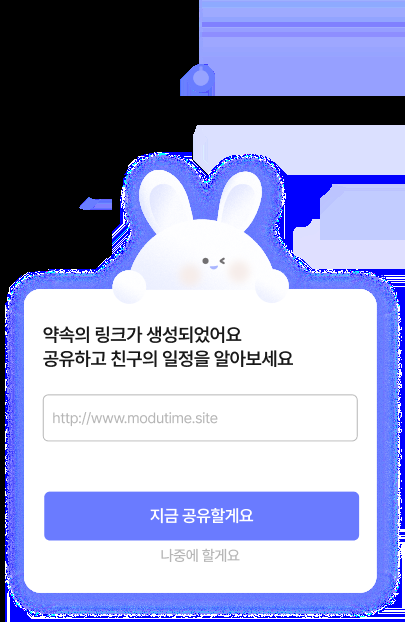 약속의 링크가 생성되었어요
공유하고 친구의 일정을 알아보세요
http://www.modutime.site
지금 공유할게요
나중에 할게요